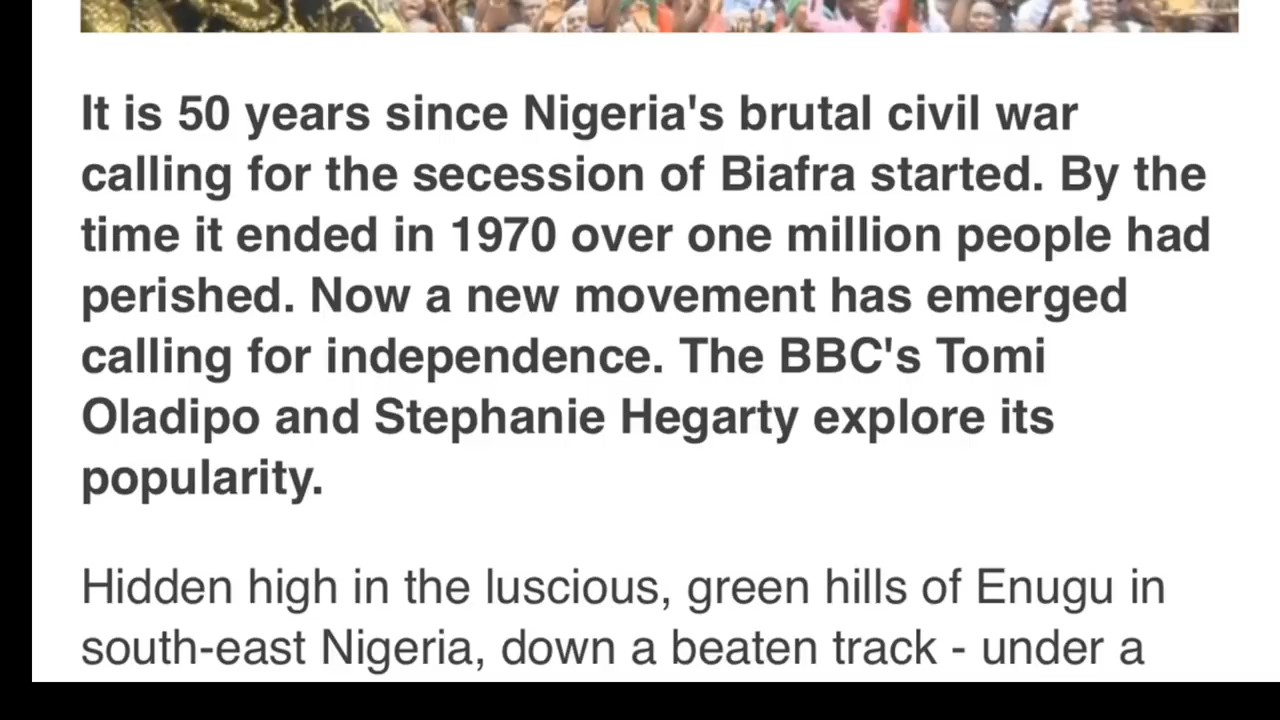 It is 50 years since Nigeria's brutal civil war
calling for the secession of Biafra started. By the
time it ended in 1970 over one million people had
perished. Now a new movement has emerged
calling for independence. The BBC's Tomi
Oladipo and Stephanie Hegarty explore its
popularity.
Hidden high in the luscious, green hills of Enugu in
south-east Nigeria, down a beaten track - under a